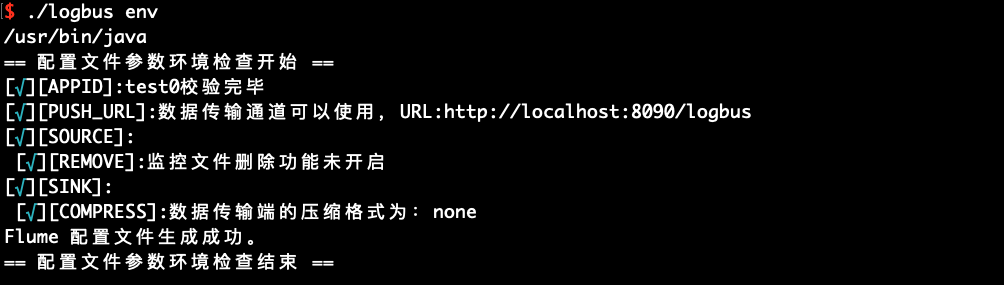 $ ./logbus env
/usr/bin/java
== 配置文件参数环境检查开始 ==
[√][APPID]:test0校验完毕
[√][PUSH_URL]:数据传输通道可以使用, URL:http://localhost:8090/logbus
[√][SOURCE]:
[√][REMOVE]:监控文件删除功能未开启
[√][SINK]:
[√][COMPRESS]:数据传输端的压缩格式为: none
Flume 配置文件生成成功。
== 配置文件参数环境检查结束 ==